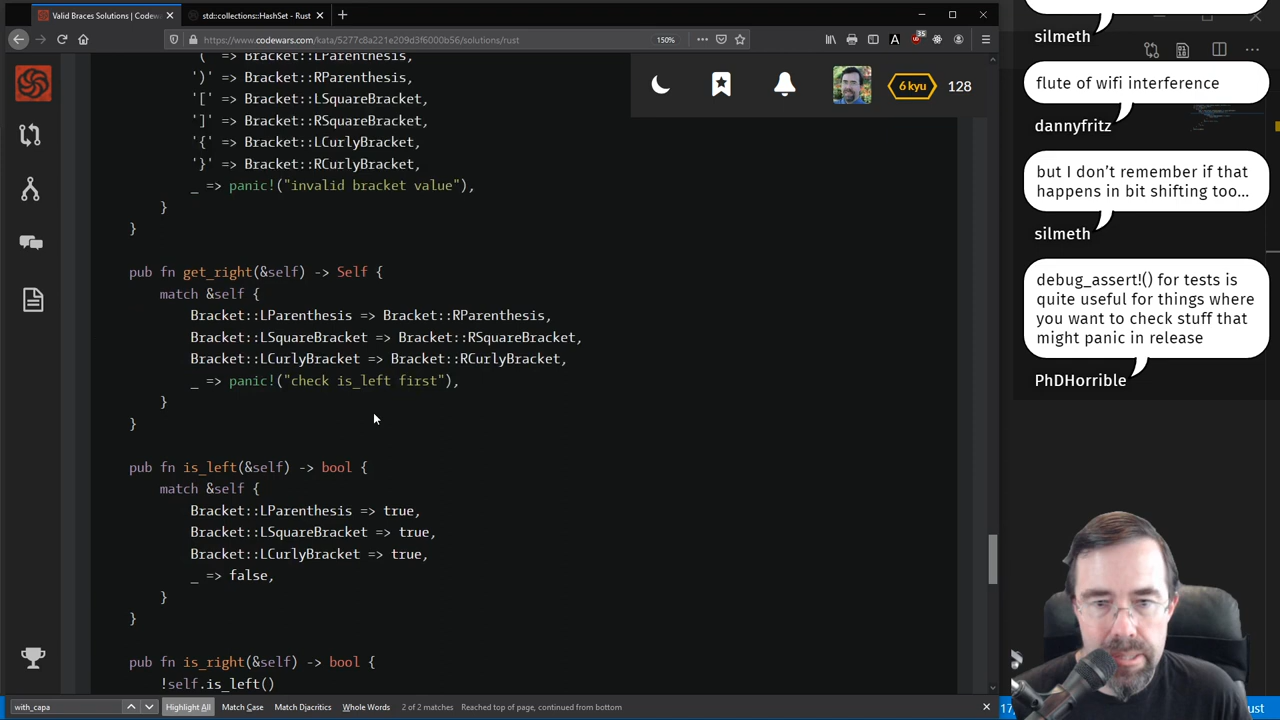 Valid Braces Solutions | Codew
std::collections::HashSet - Rust
https://www.codewars.com/kata/5277c8a221e209d3f6000b56/solutions/rust
150%
35
6 kyu
128
'(' => Bracket::LParenthesis,
')' => Bracket::RParenthesis,
'[' => Bracket::LSquareBracket,
']' => Bracket::RSquareBracket,
'{' => Bracket::LCurlyBracket,
'}' => Bracket::RCurlyBracket,
_ => panic!("invalid bracket value"),
}
}
pub fn get_right(&self) -> Self {
match &self {
Bracket::LParenthesis => Bracket::RParenthesis,
Bracket::LSquareBracket => Bracket::RSquareBracket,
Bracket::LCurlyBracket => Bracket::RCurlyBracket,
_ => panic!("check is_left first"),
}
}
pub fn is_left(&self) -> bool {
match &self {
Bracket::LParenthesis => true,
Bracket::LSquareBracket => true,
Bracket::LCurlyBracket => true,
_ => false,
}
}
pub fn is_right(&self) -> bool {
!self.is_left()
with_capa
Highlight All
Match Case
Match Diacritics
Whole Words
2 of 2 matches
Reached top of page, continued from bottom
silmeth
flute of wifi interference
dannyfritz
but I don't remember if that
happens in bit shifting too...
silmeth
debug_assert!() for tests is
quite useful for things where
you want to check stuff that
might panic in release
PhDHorrible
17,
ust